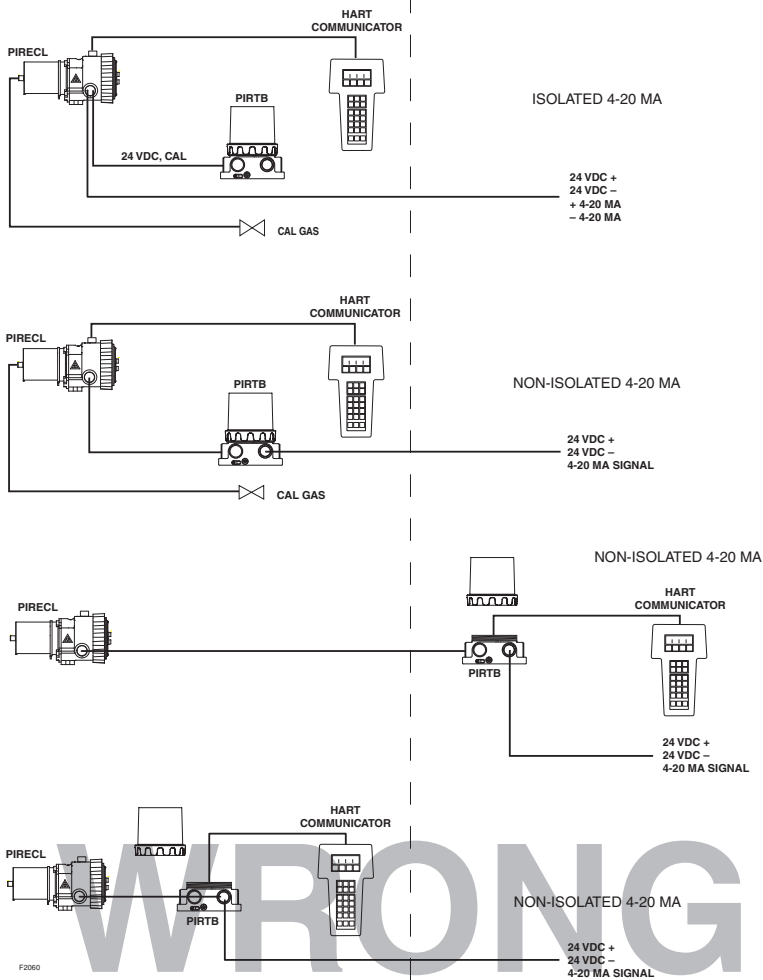 HART
COMMUNICATOR
PIRECL
PIRTB
ISOLATED 4-20 MA
24 VDC, CAL
24 VDC +
24 VDC –
+ 4-20 MA
– 4-20 MA
CAL GAS
HART
COMMUNICATOR
PIRECL
PIRTB
NON-ISOLATED 4-20 MA
24 VDC +
24 VDC –
4-20 MA SIGNAL
CAL GAS
NON-ISOLATED 4-20 MA
HART
COMMUNICATOR
PIRECL
PIRTB
24 VDC +
24 VDC –
4-20 MA SIGNAL
HART
COMMUNICATOR
PIRECL
WRONG
PIRTB
NON-ISOLATED 4-20 MA
24 VDC +
24 VDC –
4-20 MA SIGNAL
F2060